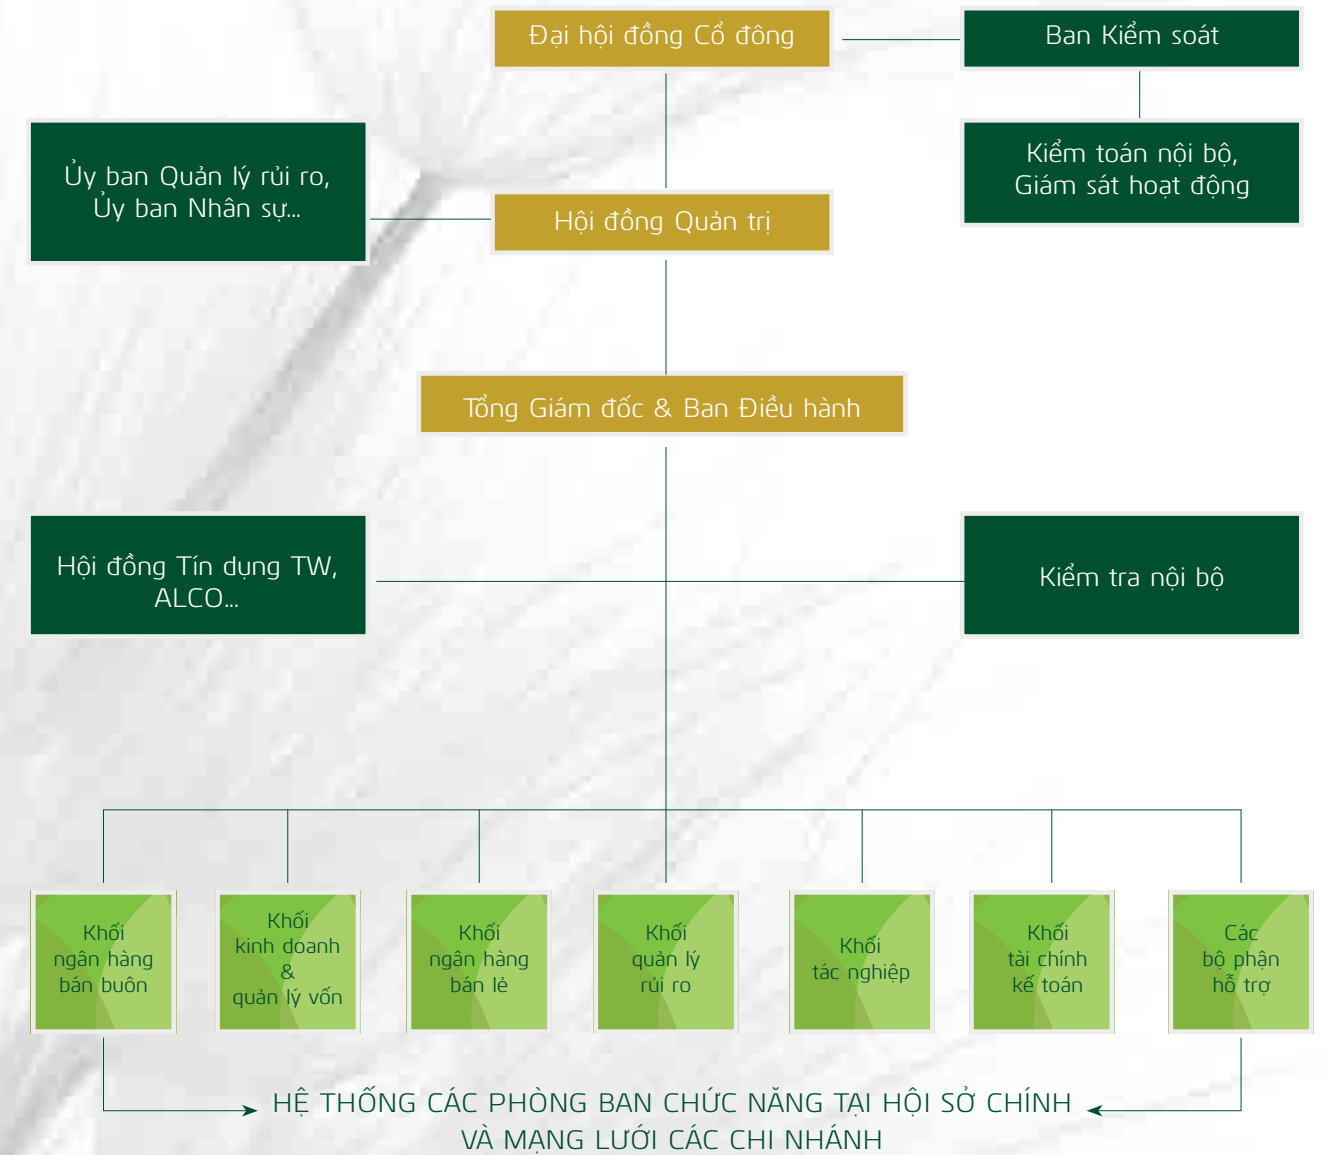 Đại hội đồng Cổ đông
Ban Kiểm soát
Ủy ban Quản lý rủi ro,
Ủy ban Nhân sự...
Kiểm toán nội bộ,
Giám sát hoạt động
Hội đồng Quản trị
Tổng Giám đốc & Ban Điều hành
Hội đồng Tín dụng TW,
ALCO...
Kiểm tra nội bộ
Khối
ngân hàng
bán buôn
Khối
kinh doanh
&
quản lý vốn
Khối
ngân hàng
bán lẻ
Khối
quản lý
rủi ro
Khối
tác nghiệp
Khối
tài chính
kế toán
Các
bộ phận
hỗ trợ
HỆ THỐNG CÁC PHÒNG BAN CHỨC NĂNG TẠI HỘI SỞ CHÍNH
VÀ MẠNG LƯỚI CÁC CHI NHÁNH